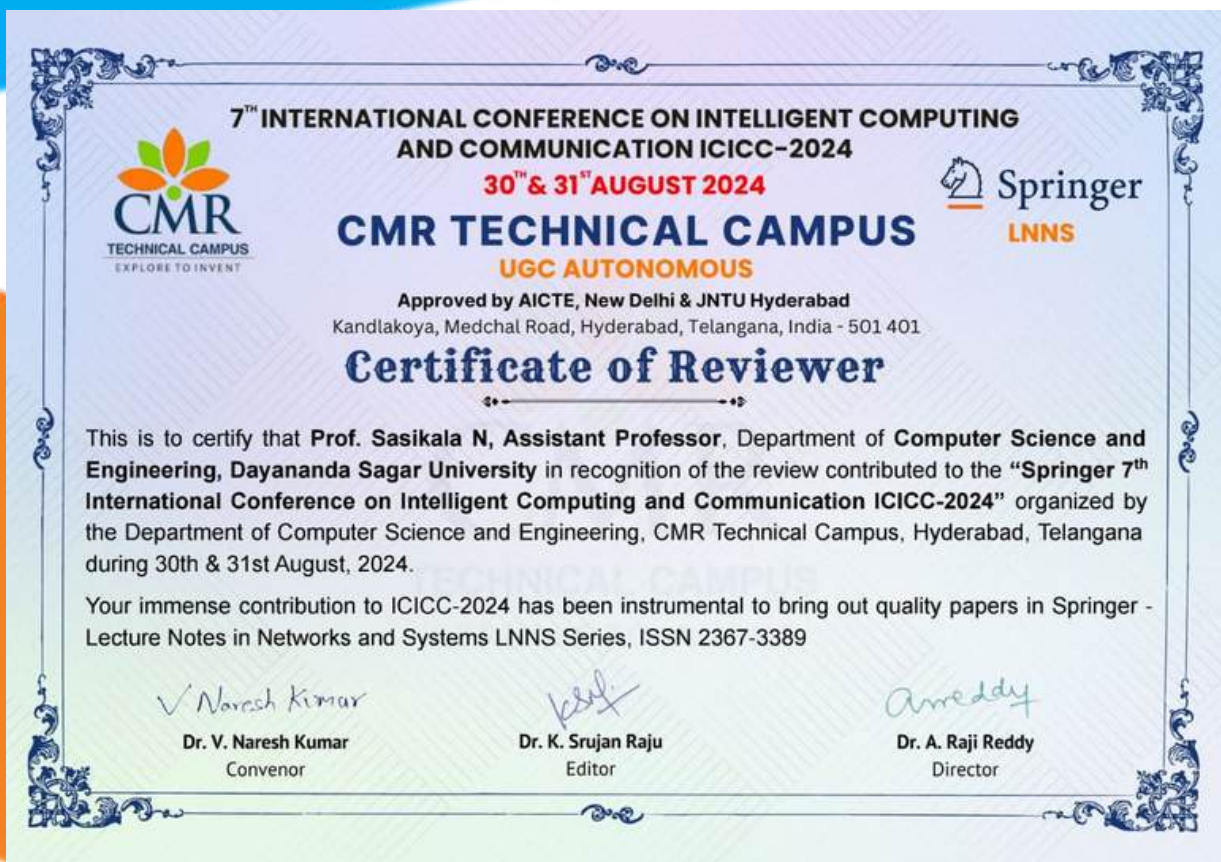 7TH INTERNATIONAL CONFERENCE ON INTELLIGENT COMPUTING
AND COMMUNICATION ICICC-2024
30TH & 31ST AUGUST 2024
CMR
TECHNICAL CAMPUS
EXPLORE TO INVENT
Springer
LNNS
CMR TECHNICAL CAMPUS
UGC AUTONOMOUS
Approved by AICTE, New Delhi & JNTU Hyderabad
Kandlakoya, Medchal Road, Hyderabad, Telangana, India - 501 401
Certificate of Reviewer
This is to certify that Prof. Sasikala N, Assistant Professor, Department of Computer Science and
Engineering, Dayananda Sagar University in recognition of the review contributed to the “Springer 7th
International Conference on Intelligent Computing and Communication ICICC-2024” organized by
the Department of Computer Science and Engineering, CMR Technical Campus, Hyderabad, Telangana
during 30th & 31st August, 2024.
TECHNICAL CAMPUS
Your immense contribution to ICICC-2024 has been instrumental to bring out quality papers in Springer -
Lecture Notes in Networks and Systems LNNS Series, ISSN 2367-3389
V Naresh Kumar
Dr. V. Naresh Kumar
Convenor
Dr. K. Srujan Raju
Editor
Dr. A. Raji Reddy
Director